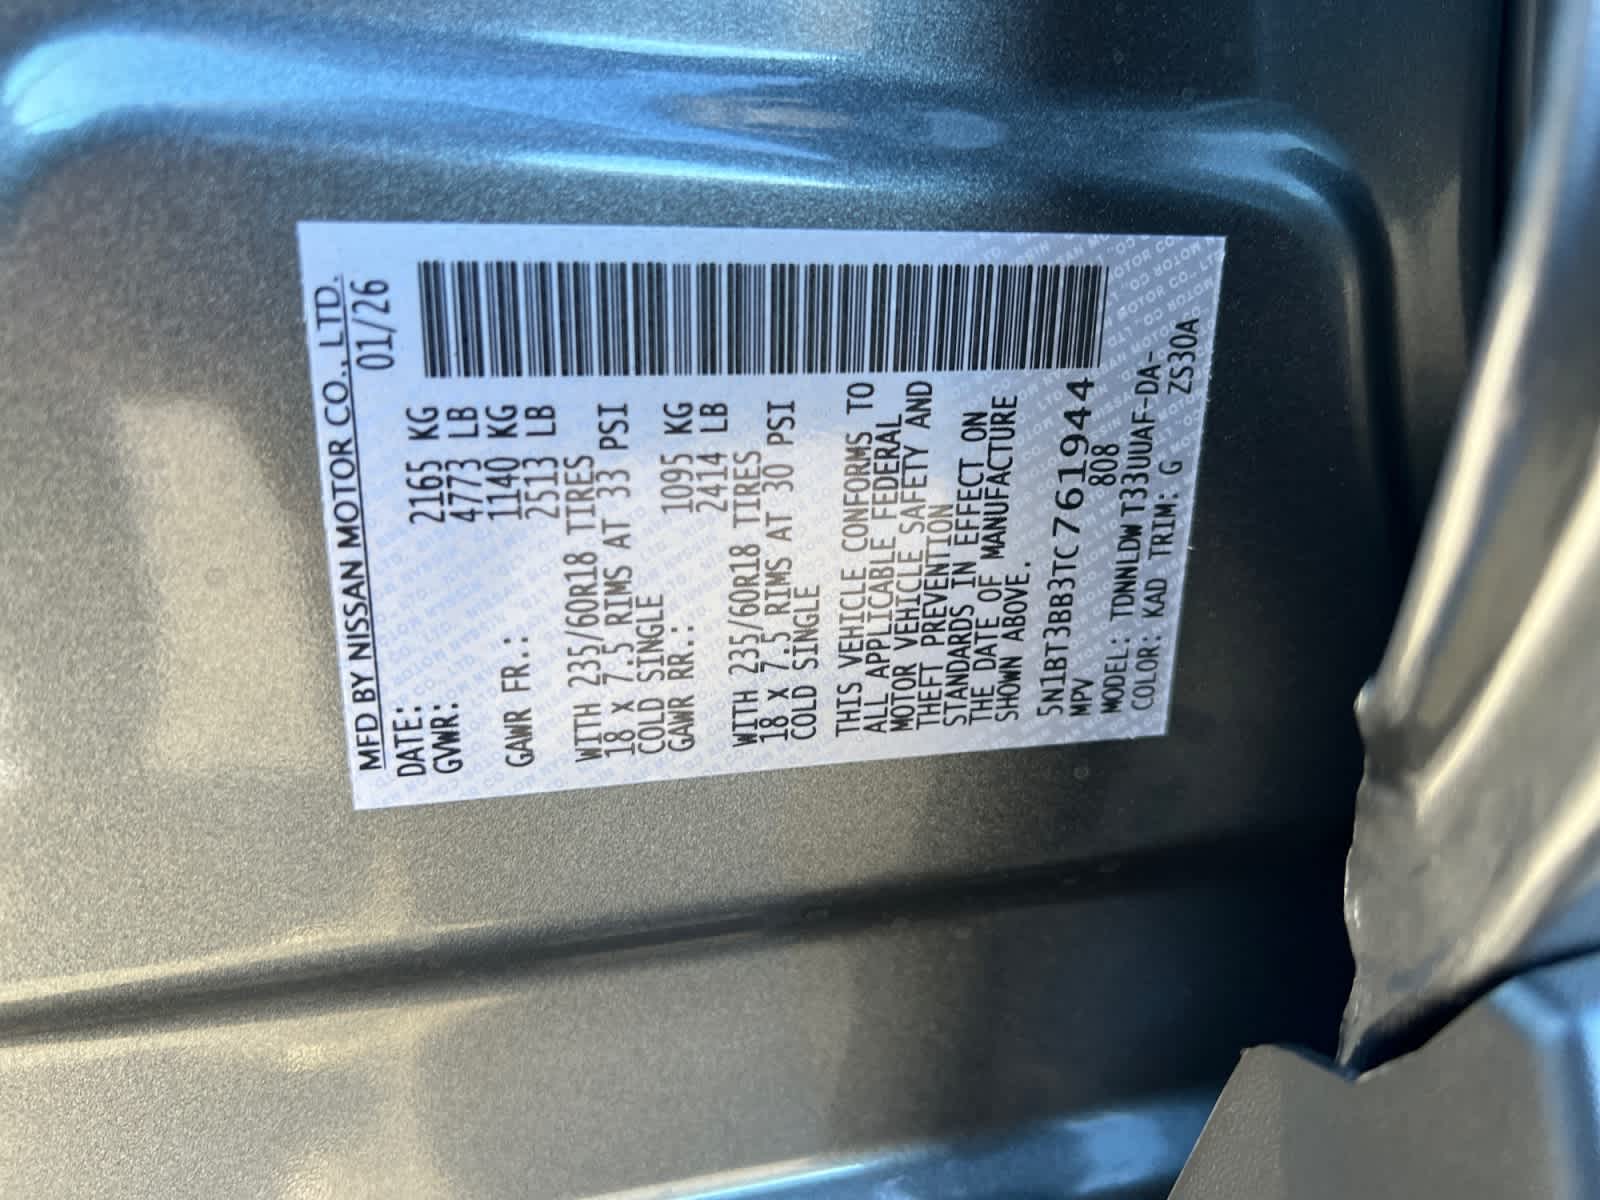 MFD BY NISSAN MOTOR CO., LTD.
DATE: 01/26
GVWR: 2165 KG
4773 LB
GAWR FR.: 1140 KG
2513 LB
WITH 235/60R18 TIRES
18 X 7.5 RIMS AT 33 PSI
COLD SINGLE
GAWR RR.: 1095 KG
2414 LB
WITH 235/60R18 TIRES
18 X 7.5 RIMS AT 30 PSI
COLD SINGLE
THIS VEHICLE CONFORMS TO
ALL APPLICABLE FEDERAL
MOTOR VEHICLE SAFETY AND
THEFT PREVENTION
STANDARDS IN EFFECT ON
THE DATE OF MANUFACTURE
SHOWN ABOVE.
5N1BT3BB3TC761944
MPV 808
MODEL: TDNNLDW T33UUAF-DA-
COLOR: KAD TRIM: G ZS30A